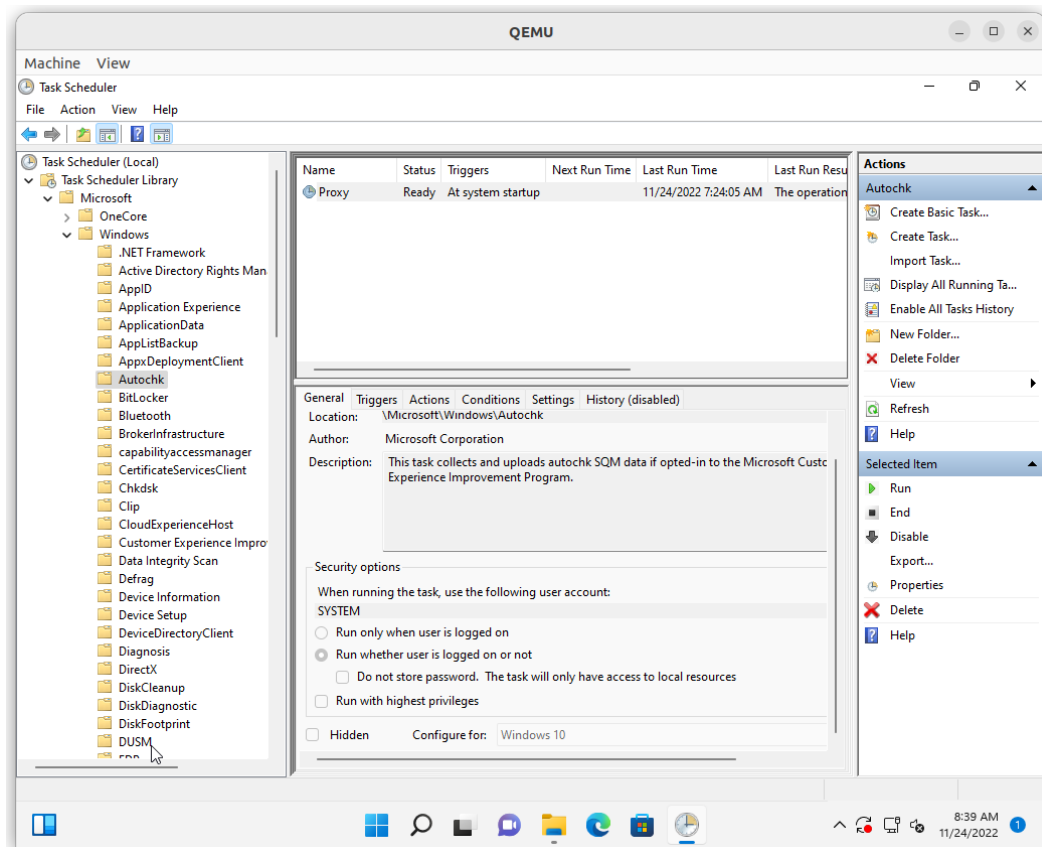 QEMU
Machine View
Task Scheduler
File Action View Help
Task Scheduler (Local)
Task Scheduler Library
Microsoft
OneCore
Windows
.NET Framework
Active Directory Rights Man
AppID
Application Experience
ApplicationData
AppListBackup
AppxDeploymentClient
Autochk
BitLocker
Bluetooth
BrokerInfrastructure
capabilityaccessmanager
CertificateServicesClient
Chkdsk
Clip
CloudExperienceHost
Customer Experience Impro
Data Integrity Scan
Defrag
Device Information
Device Setup
DeviceDirectoryClient
Diagnosis
DirectX
DiskCleanup
DiskDiagnostic
DiskFootprint
DUSM
Name Status Triggers Next Run Time Last Run Time Last Run Resu
Proxy Ready At system startup 11/24/2022 7:24:05 AM The operation
General Triggers Actions Conditions Settings History (disabled)
Location: \Microsoft\Windows\Autochk
Author: Microsoft Corporation
Description: This task collects and uploads autochk SQM data if opted-in to the Microsoft Custo
Experience Improvement Program.
Security options
When running the task, use the following user account:
SYSTEM
Run only when user is logged on
Run whether user is logged on or not
Do not store password. The task will only have access to local resources
Run with highest privileges
Hidden Configure for: Windows 10
Actions
Autochk
Create Basic Task...
Create Task...
Import Task...
Display All Running Ta...
Enable All Tasks History
New Folder...
Delete Folder
View
Refresh
Help
Selected Item
Run
End
Disable
Export...
Properties
Delete
Help
8:39 AM
11/24/2022
1